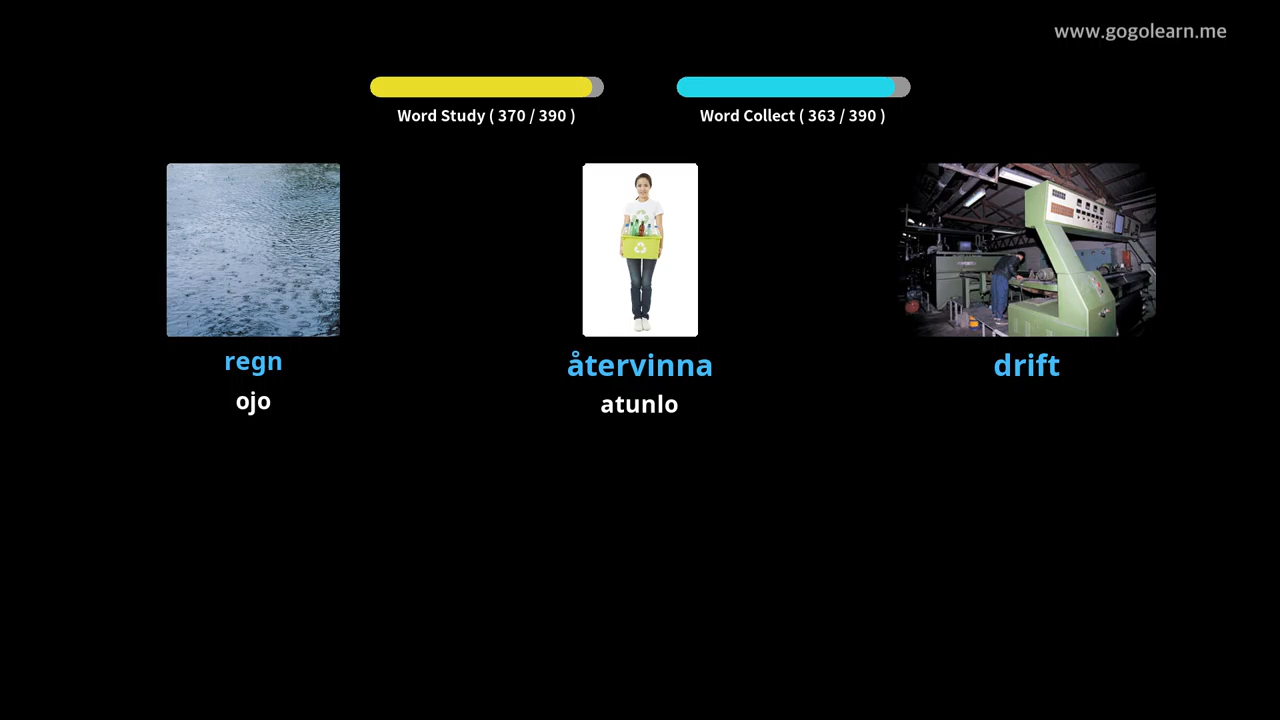 www.gogolearn.me
Word Study ( 370 / 390 )
Word Collect ( 363 / 390 )
regn
återvinna
drift
ojo
atunlo